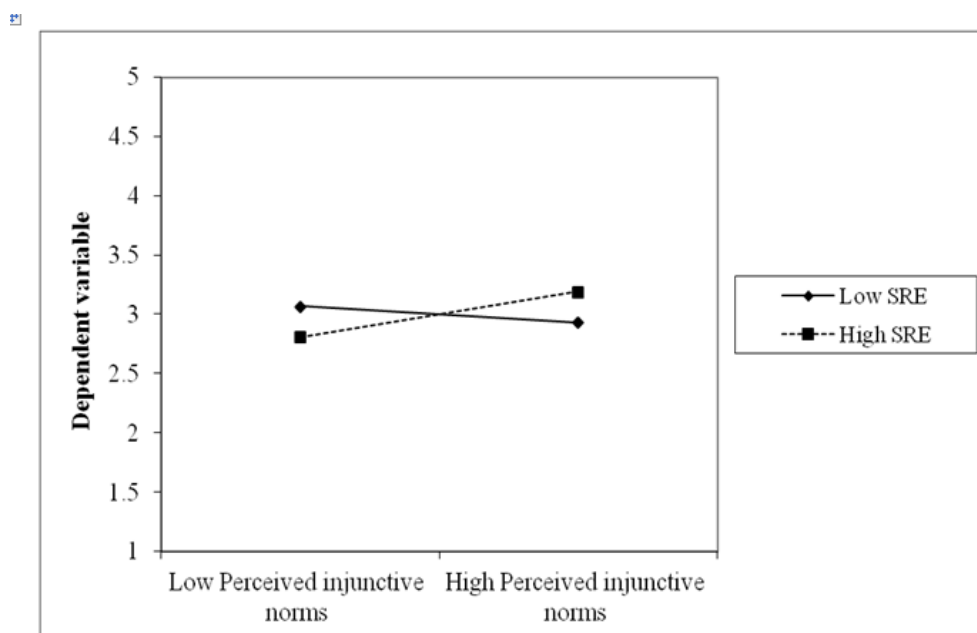 5
4.5
4
3.5
3
2.5
2
1.5
1
Dependent variable
Low Perceived injunctive norms
High Perceived injunctive norms
Low SRE
High SRE